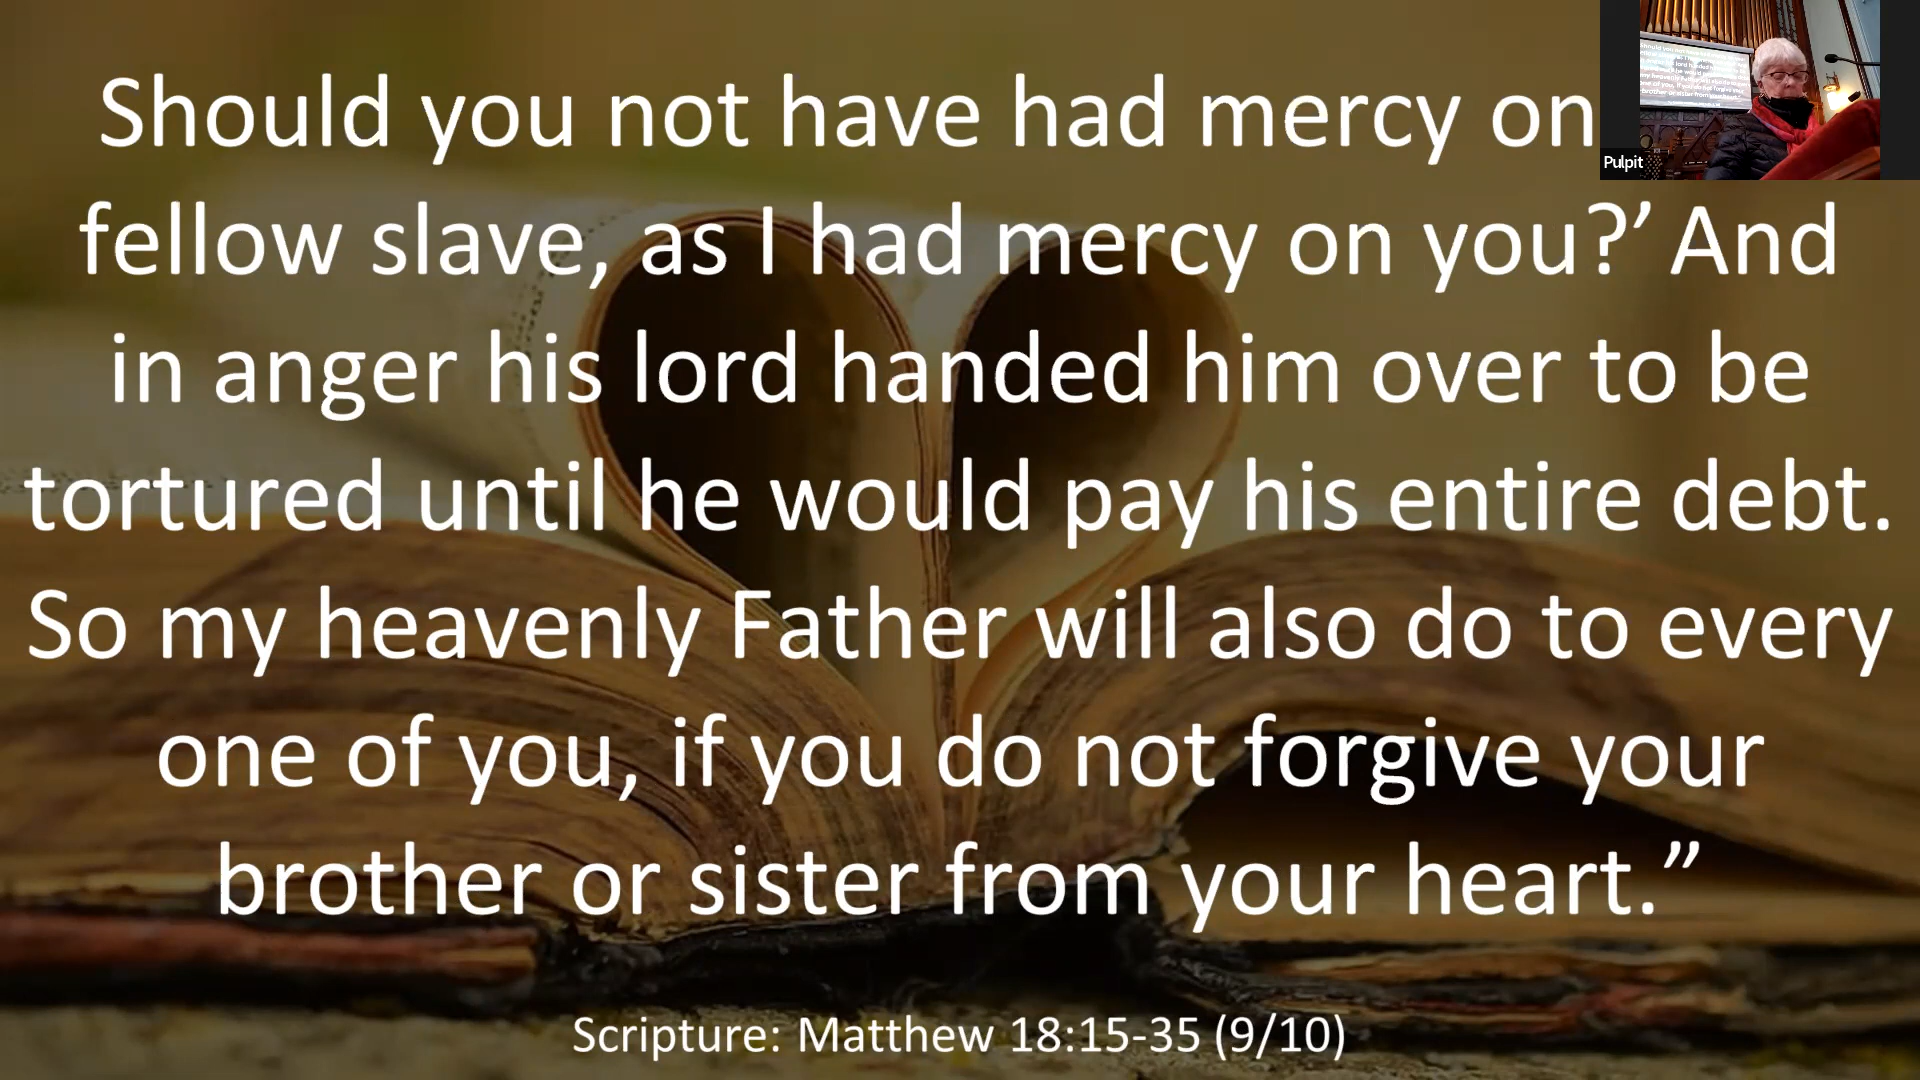 Should you not have had mercy on
fellow slave, as I had mercy on you?’ And
in anger his lord handed him over to be
tortured until he would pay his entire debt.
So my heavenly Father will also do to every
one of you, if you do not forgive your
brother or sister from your heart.”
Scripture: Matthew 18:15-35 (9/10)
Pulpit